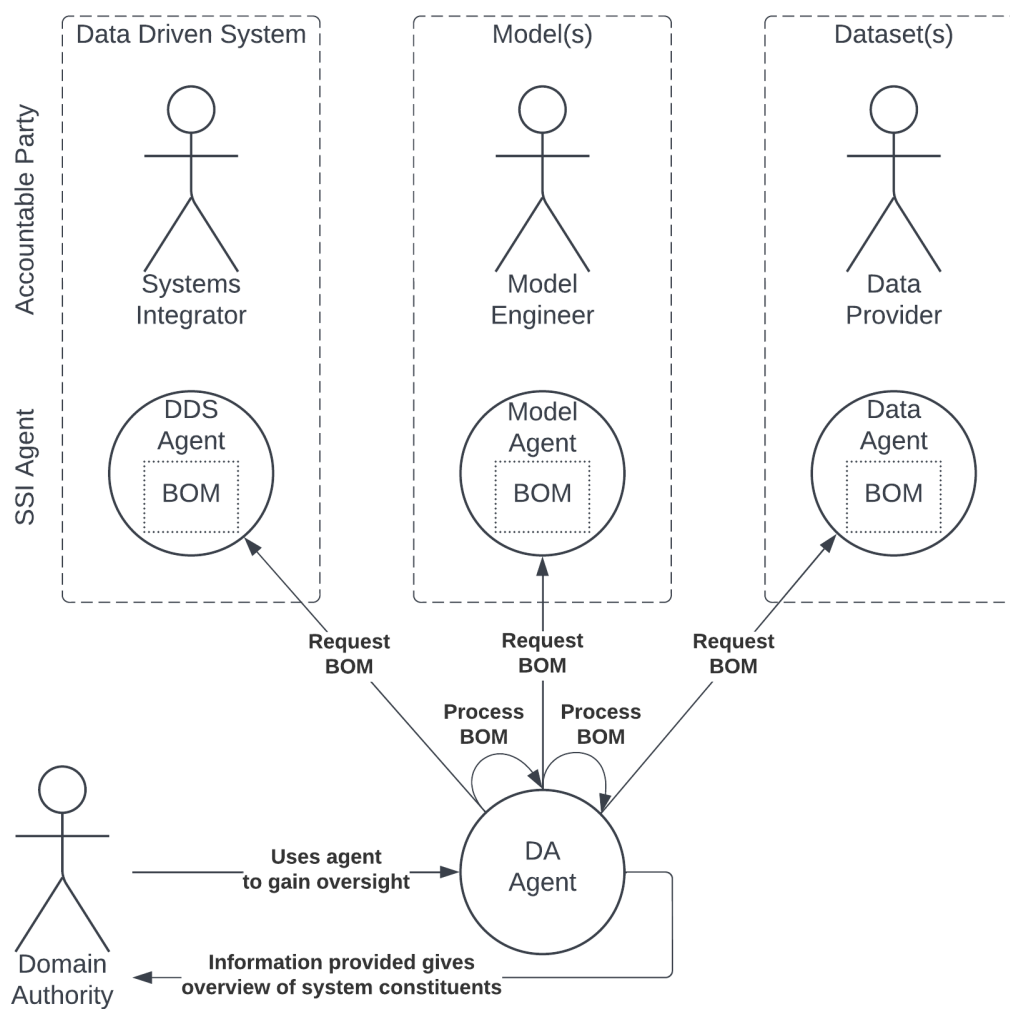 Data Driven System
Model(s)
Dataset(s)
Accountable Party
Systems
Integrator
Model
Engineer
Data
Provider
SSI Agent
DDS
Agent
BOM
Model
Agent
BOM
Data
Agent
BOM
Request
BOM
Request
BOM
Request
BOM
Process
BOM
Process
BOM
Uses agent
to gain oversight
DA
Agent
Domain
Authority
Information provided gives
overview of system constituents